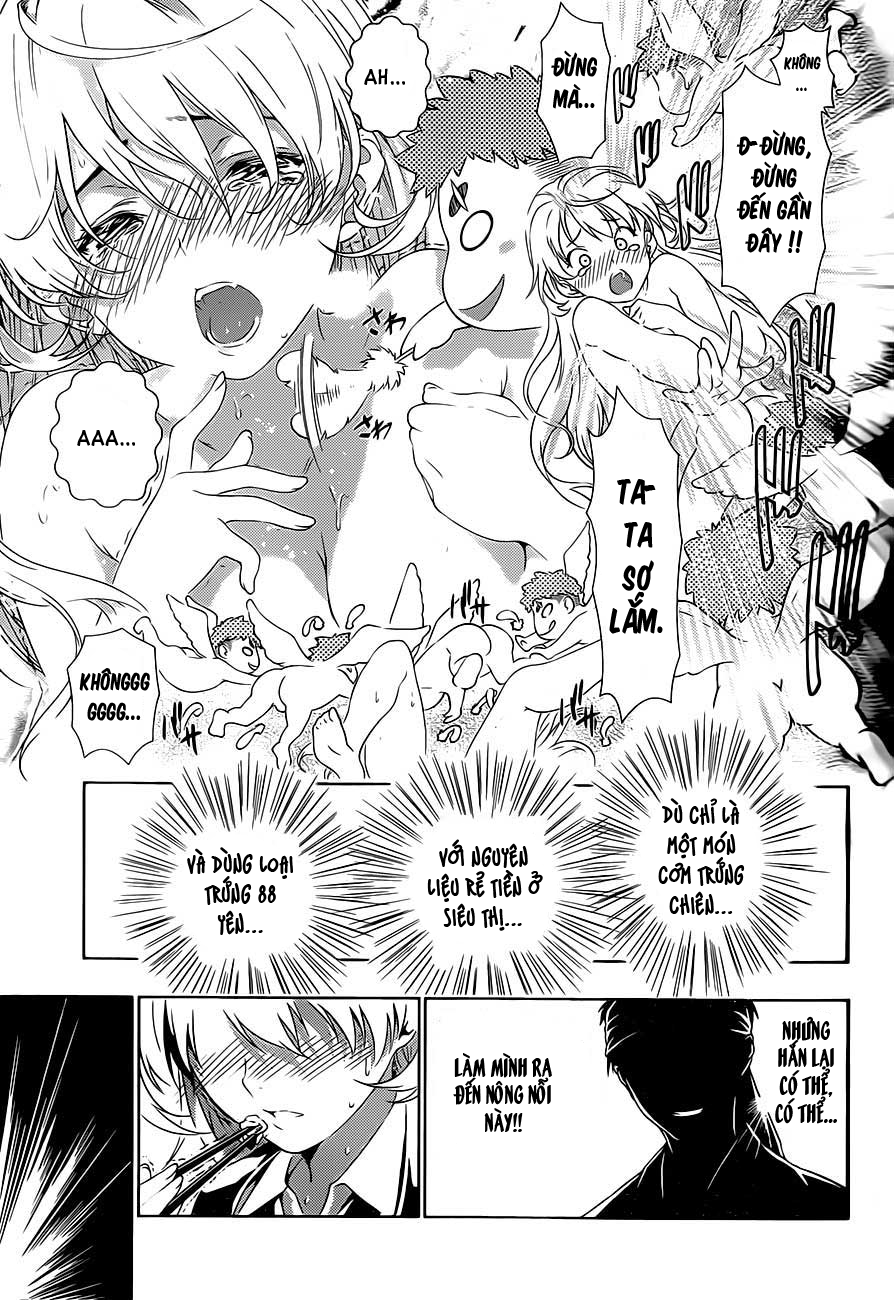 KHÔNG
...
Đ-ĐỪNG,
ĐỪNG
ĐẾN GẦN
ĐÂY !!
ĐỪNG
MÀ...
AH...
TA-
TA
SỢ
LẮM.
AAA...
KHÔNGGG
GGGG...
DÙ CHỈ LÀ
MỘT MÓN
CƠM TRỨNG
CHIÊN...
VỚI NGUYÊN
LIỆU RẺ TIỀN Ở
SIÊU THỊ...
VÀ DÙNG LOẠI
TRỨNG 88
YÊN...
NHƯNG
HẮN LẠI
CÓ THỂ,
CÓ THỂ...
LÀM MÌNH RA
ĐẾN NÔNG NỖI
NÀY!!